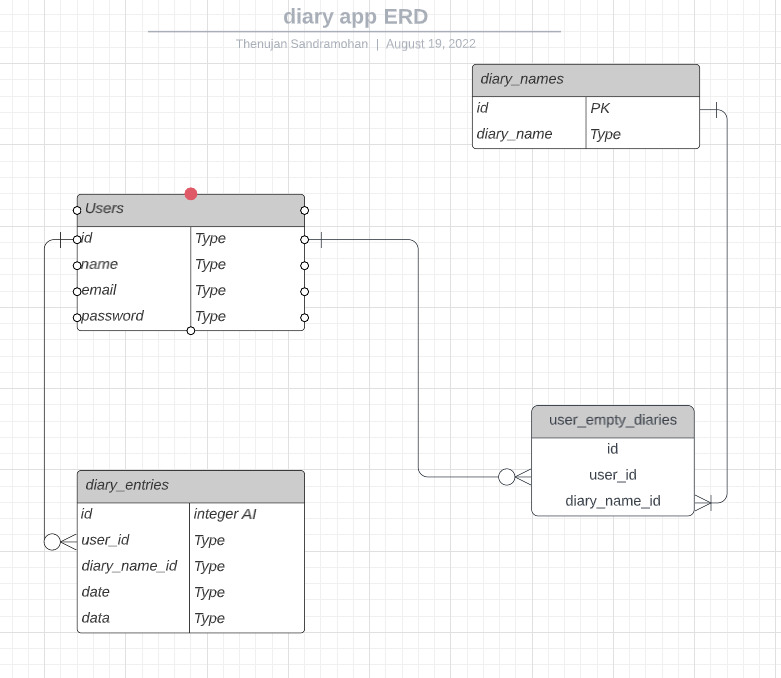 diary app ERD
Thenujan Sandramohan | August 19, 2022
diary_names
id PK
diary_name Type
Users
id Type
name Type
email Type
password Type
user_empty_diaries
id
user_id
diary_name_id
diary_entries
id integer AI
user_id Type
diary_name_id Type
date Type
data Type